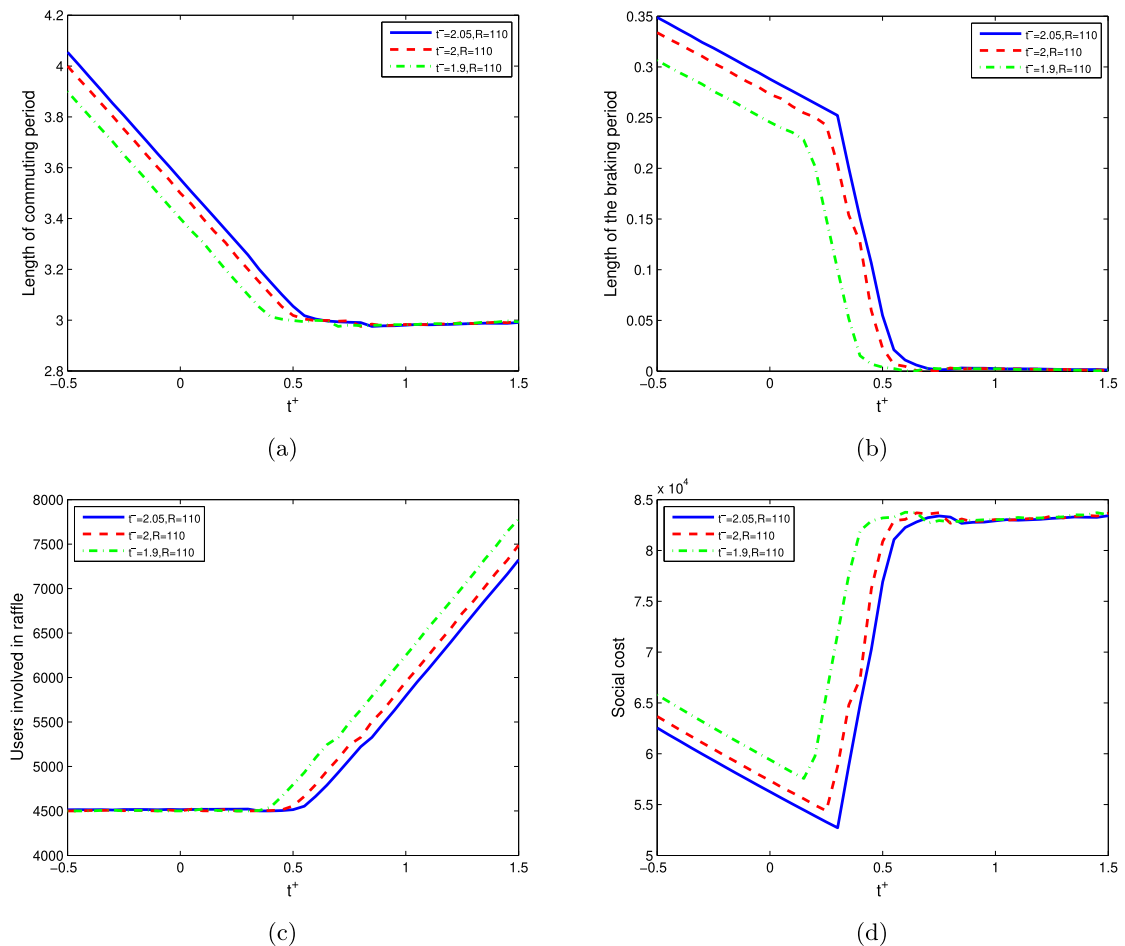 4.2
4
3.8
3.6
3.4
3.2
3
2.8
−0.5 0 0.5 1 1.5
t⁺
Length of commuting period
t⁻=2.05,R=110
t⁻=2,R=110
t⁻=1.9,R=110
(a)
0.35
0.3
0.25
0.2
0.15
0.1
0.05
0
−0.5 0 0.5 1 1.5
t⁺
Length of the braking period
t⁻=2.05,R=110
t⁻=2,R=110
t⁻=1.9,R=110
(b)
8000
7500
7000
6500
6000
5500
5000
4500
4000
−0.5 0 0.5 1 1.5
t⁺
Users involved in raffle
t⁻=2.05,R=110
t⁻=2,R=110
t⁻=1.9,R=110
(c)
x 10⁴
8.5
8
7.5
7
6.5
6
5.5
5
−0.5 0 0.5 1 1.5
t⁺
Social cost
t⁻=2.05,R=110
t⁻=2,R=110
t⁻=1.9,R=110
(d)